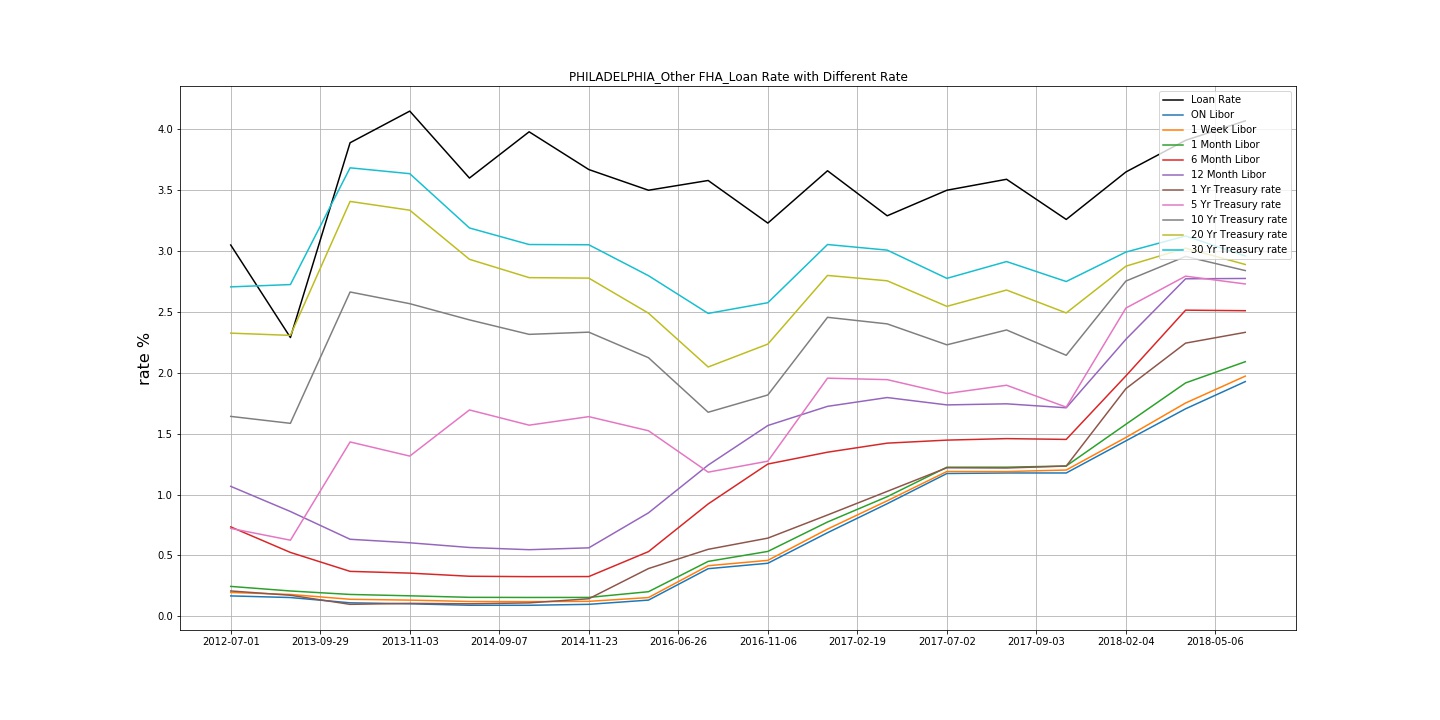 PHILADELPHIA_Other FHA_Loan Rate with Different Rate
Loan Rate
ON Libor
1 Week Libor
1 Month Libor
6 Month Libor
12 Month Libor
1 Yr Treasury rate
5 Yr Treasury rate
10 Yr Treasury rate
20 Yr Treasury rate
30 Yr Treasury rate
rate %
4.0
3.5
3.0
2.5
2.0
1.5
1.0
0.5
0.0
2012-07-01 2013-09-29 2013-11-03 2014-09-07 2014-11-23 2016-06-26 2016-11-06 2017-02-19 2017-07-02 2017-09-03 2018-02-04 2018-05-06